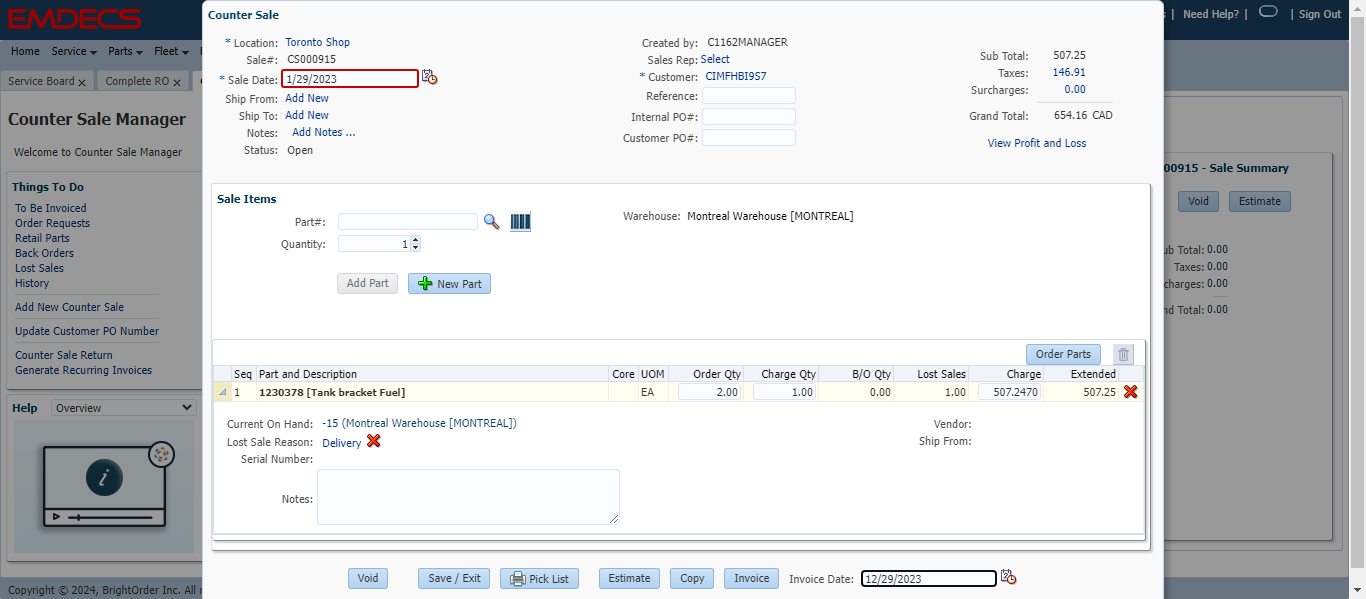 EMDECS
Need Help? | | Sign Out
Home Service Parts Fleet
Service Board x Complete RO x
Counter Sale Manager
Welcome to Counter Sale Manager
Things To Do
To Be Invoiced
Order Requests
Retail Parts
Back Orders
Lost Sales
History
Add New Counter Sale
Update Customer PO Number
Counter Sale Return
Generate Recurring Invoices
Help Overview
i
Copyright © 2024, BrightOrder Inc. All r
Counter Sale
* Location: Toronto Shop
Sale#: CS000915
* Sale Date: 1/29/2023
Ship From: Add New
Ship To: Add New
Notes: Add Notes ...
Status: Open
Created by: C1162MANAGER
Sales Rep: Select
* Customer: CIMFHBI9S7
Reference:
Internal PO#:
Customer PO#:
Sub Total: 507.25
Taxes: 146.91
Surcharges: 0.00
Grand Total: 654.16 CAD
View Profit and Loss
Sale Items
Part#:
Quantity: 1
Warehouse: Montreal Warehouse [MONTREAL]
Add Part New Part
Order Parts
Seq Part and Description Core UOM Order Qty Charge Qty B/O Qty Lost Sales Charge Extended
1 1230378 [Tank bracket Fuel] EA 2.00 1.00 0.00 1.00 507.2470 507.25
Current On Hand: -15 (Montreal Warehouse [MONTREAL])
Lost Sale Reason: Delivery
Serial Number:
Notes:
Vendor:
Ship From:
Void Save / Exit Pick List Estimate Copy Invoice Invoice Date: 12/29/2023
00915 - Sale Summary
Void Estimate
ub Total: 0.00
Taxes: 0.00
charges: 0.00
nd Total: 0.00